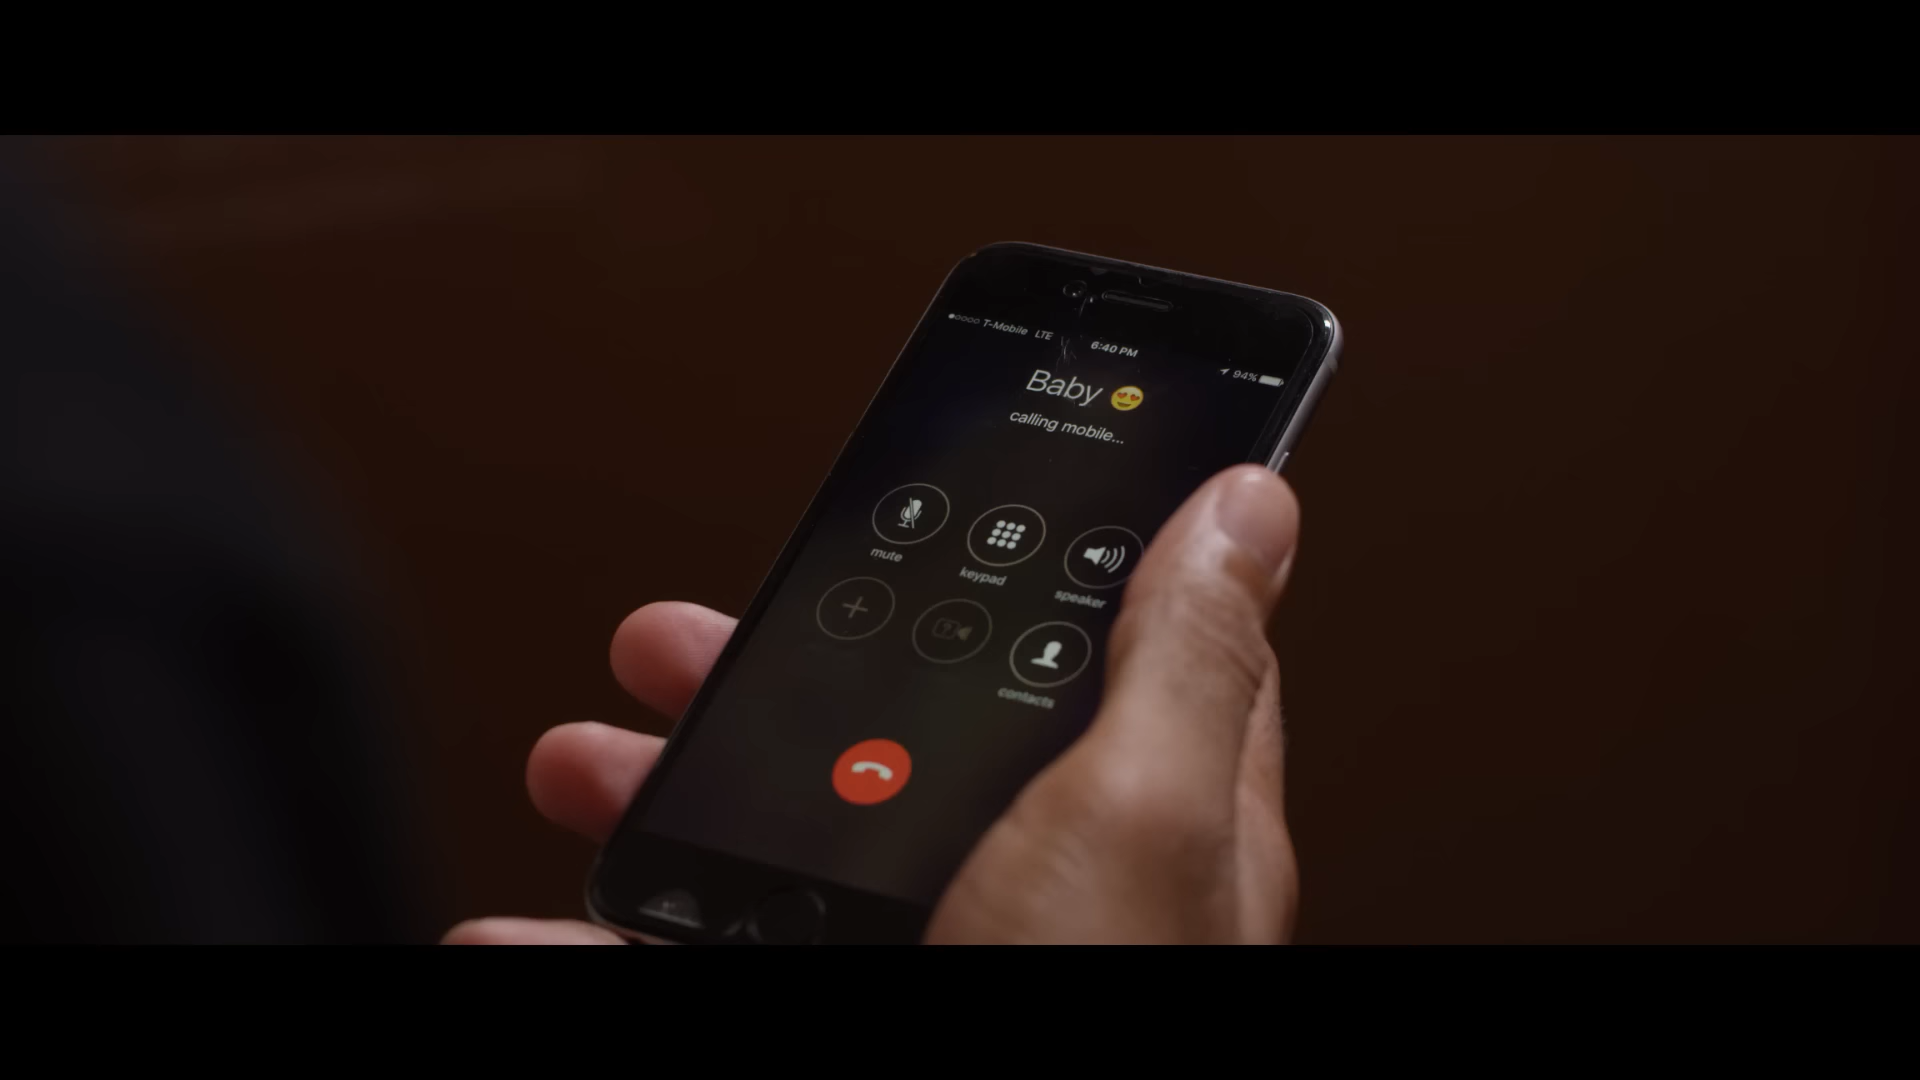 T-Mobile LTE 6:40 PM 94%
Baby 😍
calling mobile...
mute keypad speaker
contacts